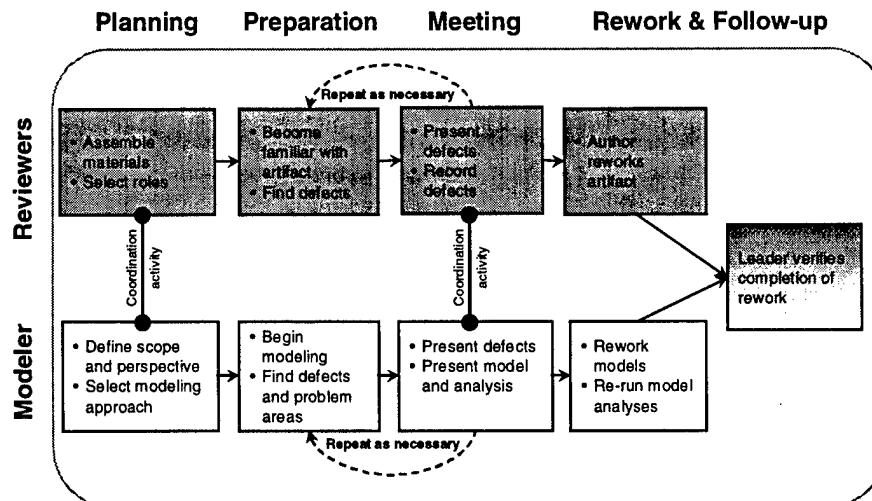 Planning Preparation Meeting Rework & Follow-up
Repeat as necessary
Reviewers
• Assemble
materials
• Select roles
• Become
familiar with
artifact
• Find defects
• Present
defects
• Record
defects
• Author
reworks
artifact
Coordination
activity
Coordination
activity
Leader verifies
completion of
rework
Modeler
• Define scope
and perspective
• Select modeling
approach
• Begin
modeling
• Find defects
and problem
areas
• Present defects
• Present model
and analysis
• Rework
models
• Re-run model
analyses
Repeat as necessary